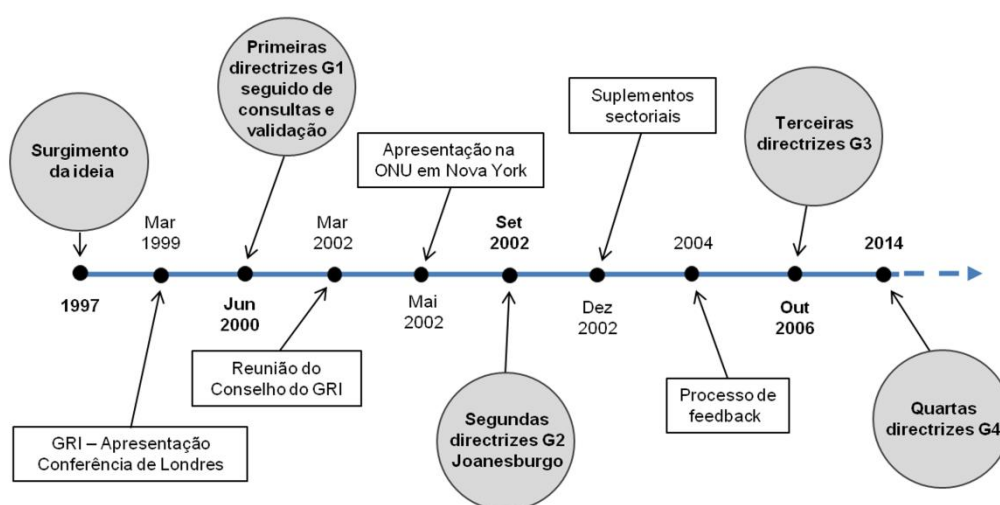 Surgimento
da ideia
1997
Mar
1999
GRI – Apresentação
Conferência de Londres
Primeiras
directrizes G1
seguido de
consultas e
validação
Jun
2000
Mar
2002
Reunião do
Conselho do GRI
Apresentação na
ONU em Nova York
Mai
2002
Set
2002
Segundas
directrizes G2
Joanesburgo
Suplementos
sectoriais
Dez
2002
2004
Processo de
feedback
Terceiras
directrizes G3
Out
2006
2014
Quartas
directrizes G4